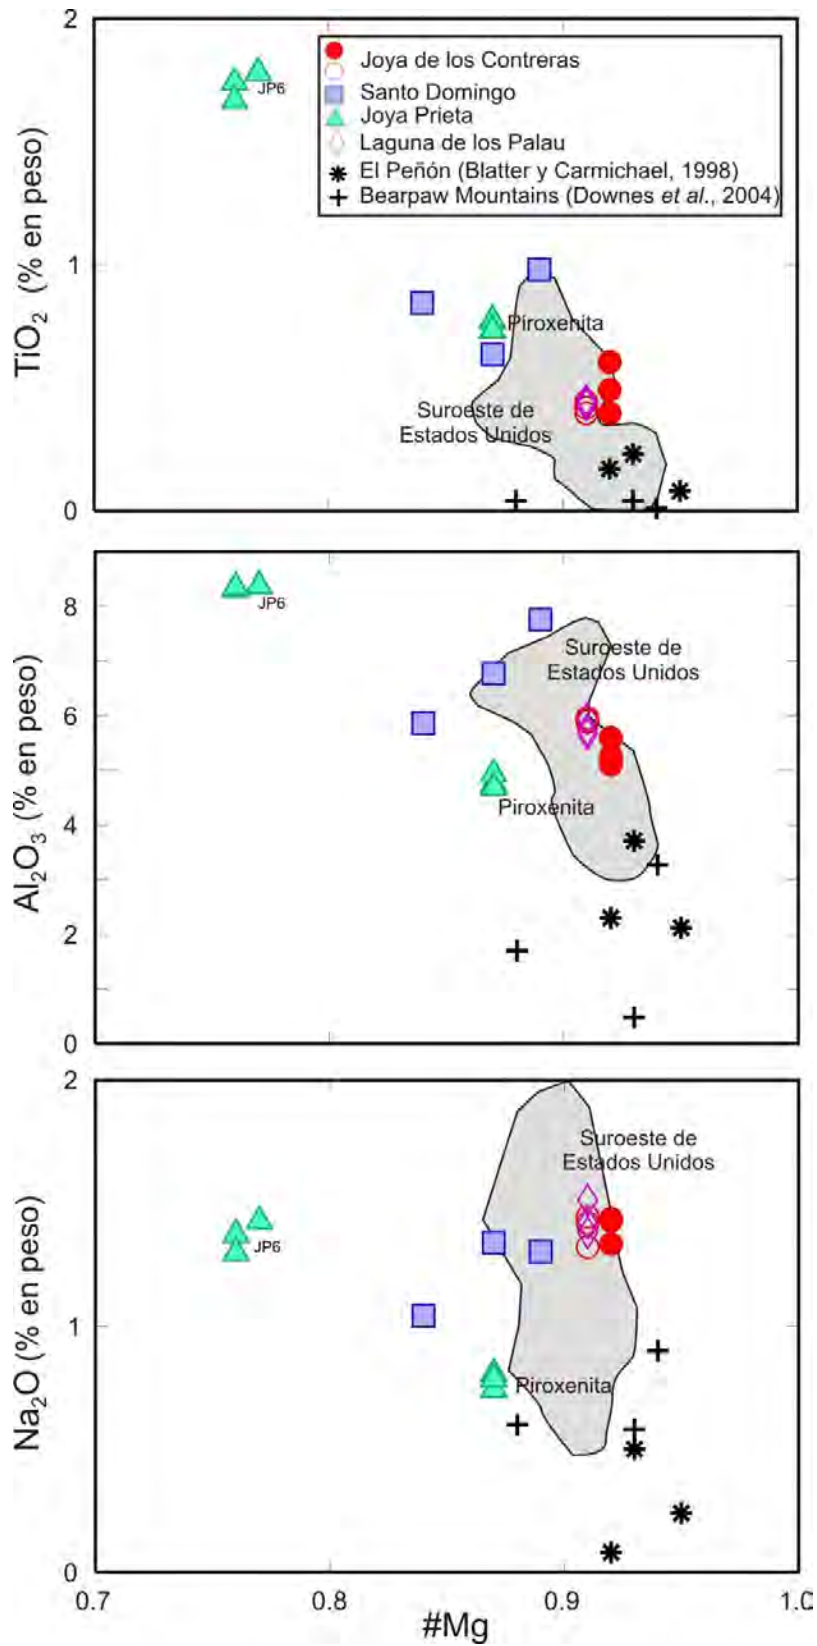 2
JP6
Joya de los Contreras
Santo Domingo
Joya Prieta
Laguna de los Palau
El Peñón (Blatter y Carmichael, 1998)
Bearpaw Mountains (Downes et al., 2004)
TiO2 (% en peso)
1
Piroxenita
Suroeste de
Estados Unidos
0
8
JP6
Suroeste de
Estados Unidos
6
Al2O3 (% en peso)
Piroxenita
4
2
0
2
Suroeste de
Estados Unidos
JP6
Na2O (% en peso)
1
Piroxenita
0
0.7
0.8
0.9
1.0
#Mg